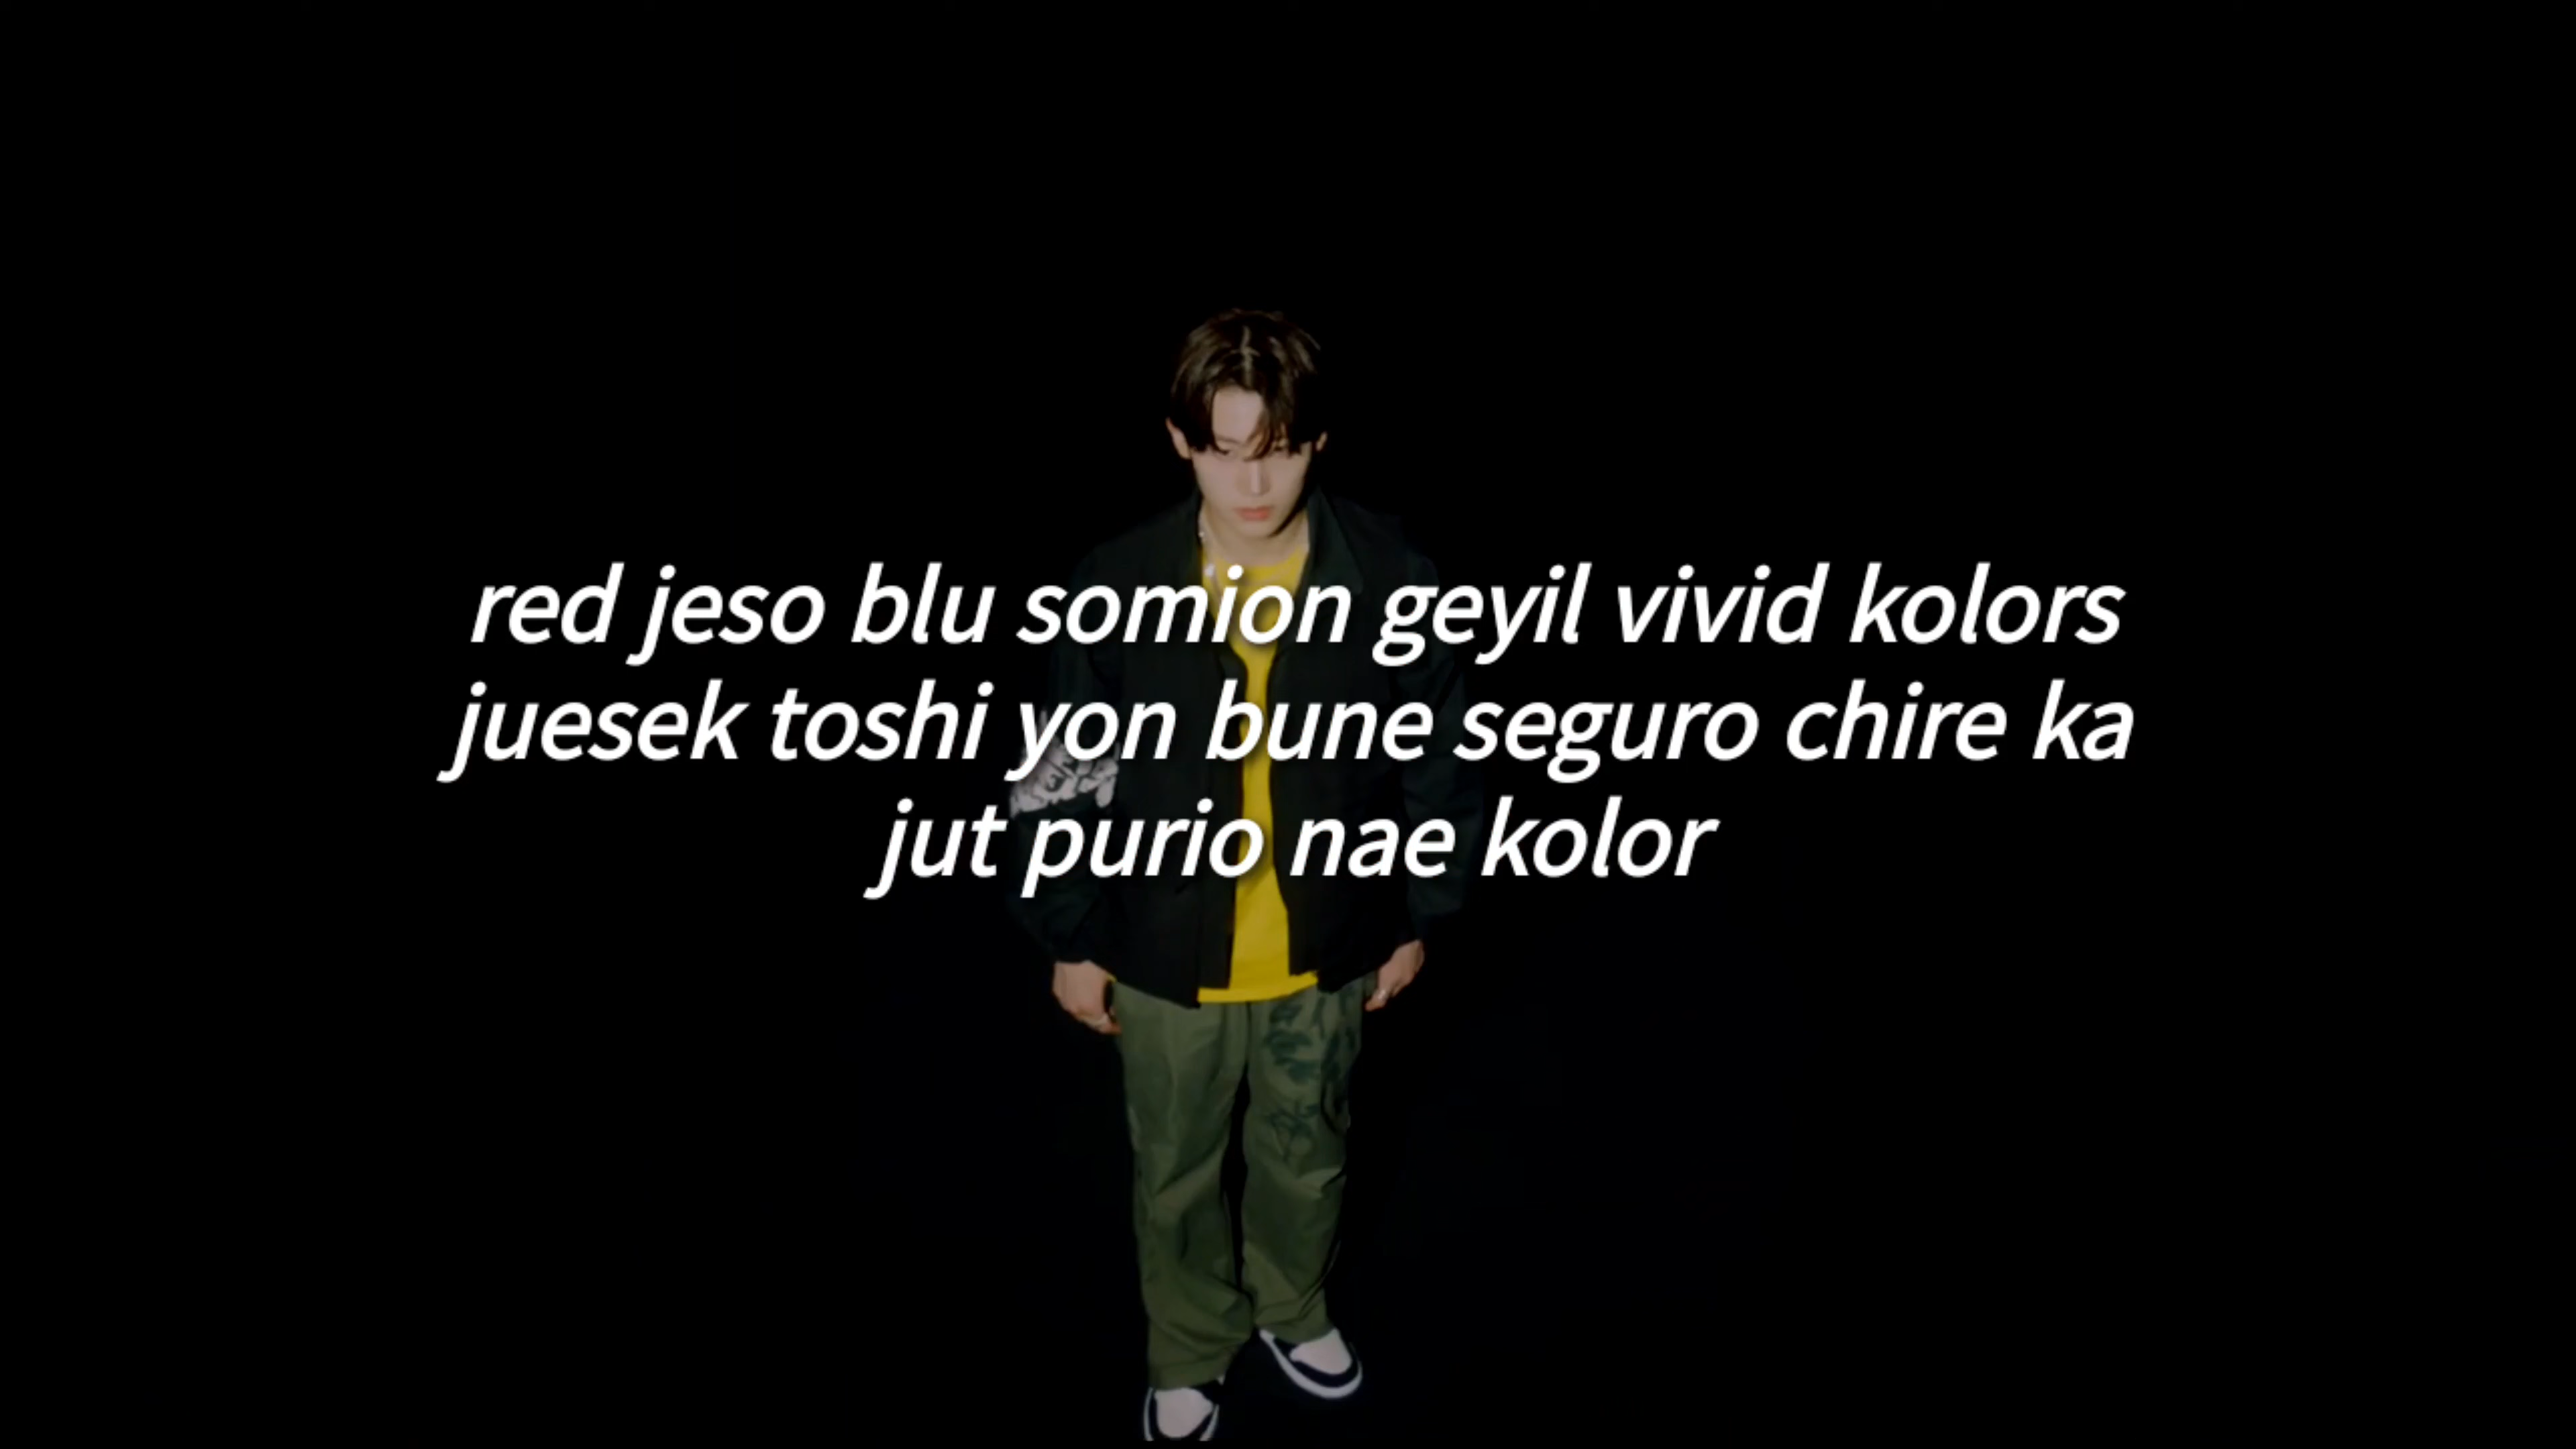 red jeso blu somion geyil vivid kolors
juesek toshi yon bune seguro chire ka
jut purio nae kolor